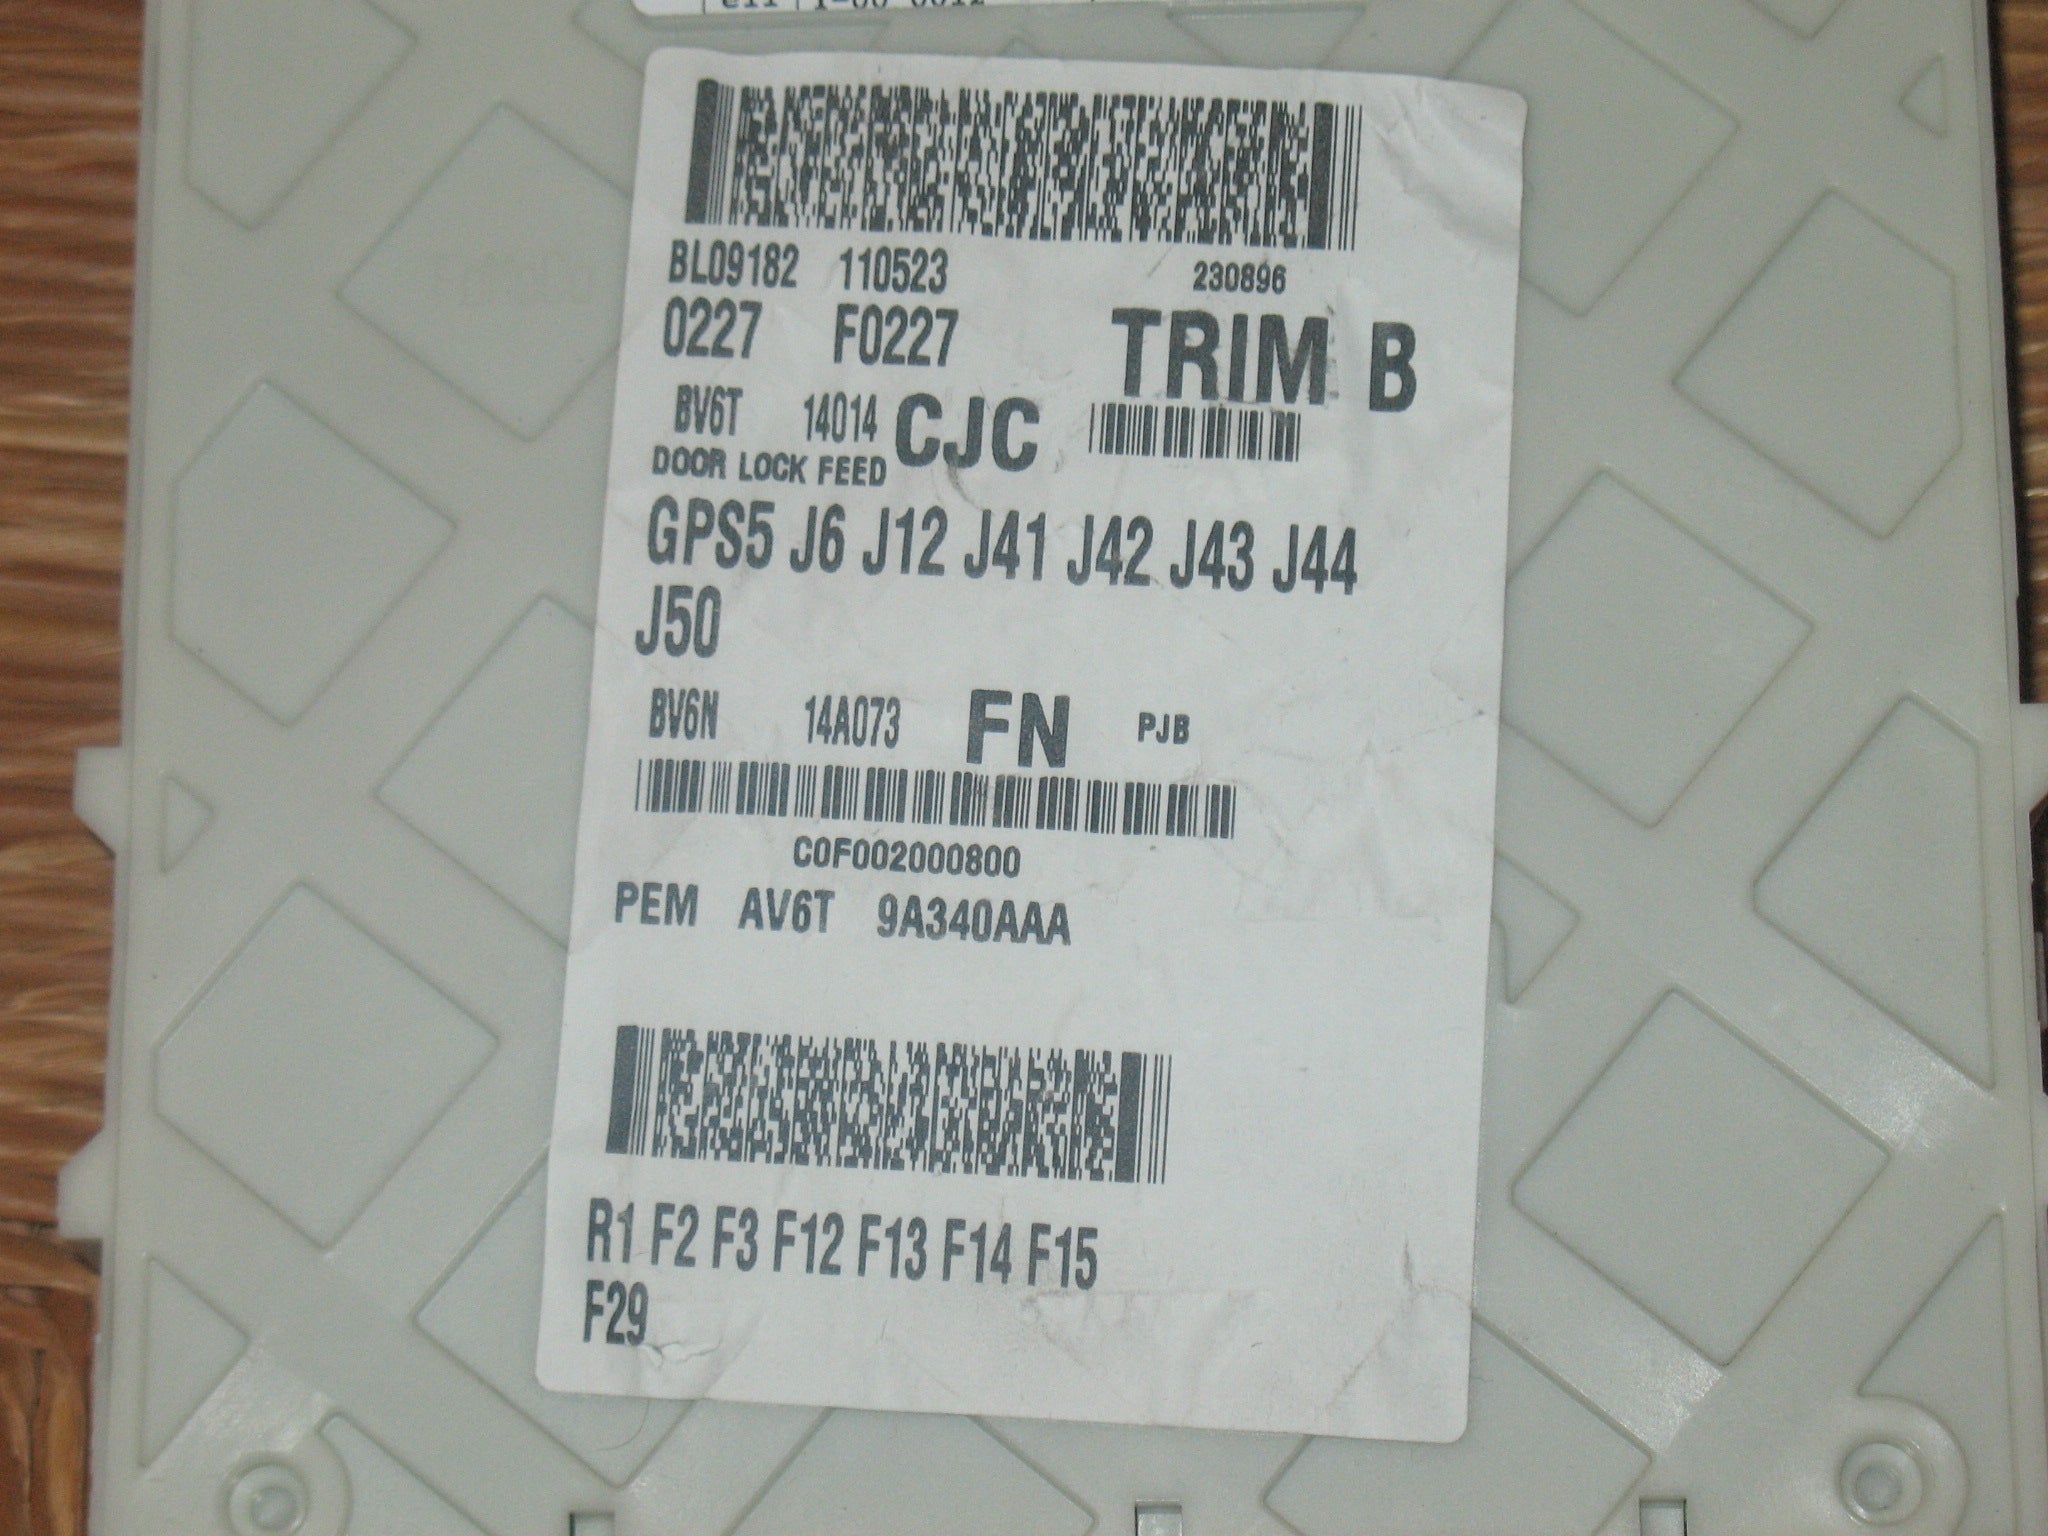 BL09182 110523 230896
0227 F0227 TRIM B
BV6T 14014 CJC
DOOR LOCK FEED
GPS5 J6 J12 J41 J42 J43 J44
J50
BV6N 14A073 FN PJB
C0F002000800
PEM AV6T 9A340AAA
R1 F2 F3 F12 F13 F14 F15
F29